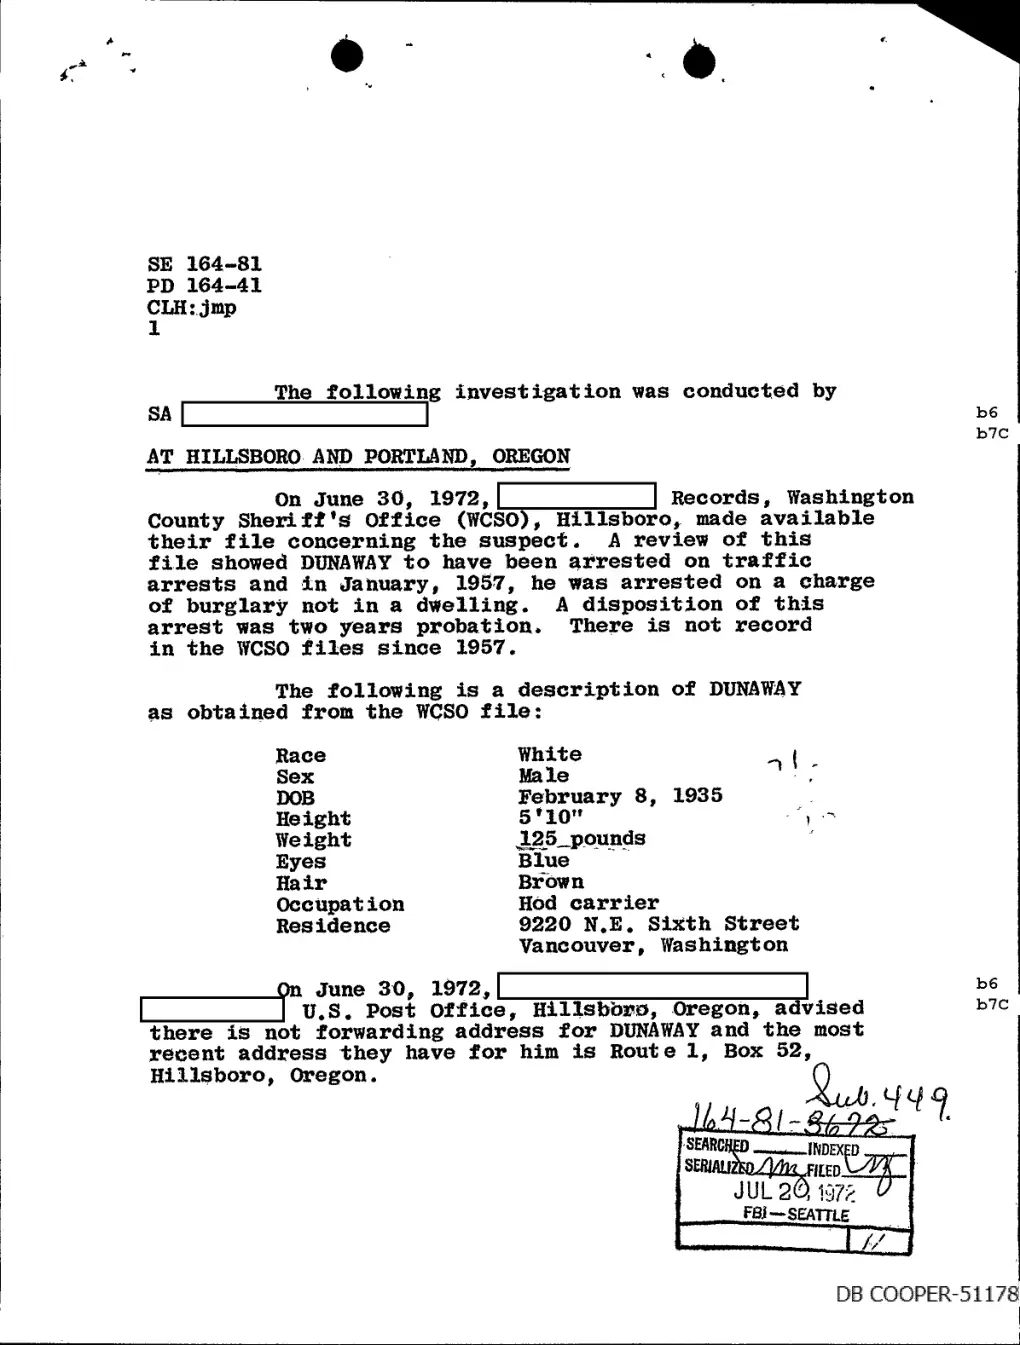 SE 164-81
PD 164-41
CLH:jmp
1
The following investigation was conducted by
SA
b6
b7C
AT HILLSBORO AND PORTLAND, OREGON
On June 30, 1972, Records, Washington
County Sheriff's Office (WCSO), Hillsboro, made available
their file concerning the suspect. A review of this
file showed DUNAWAY to have been arrested on traffic
arrests and in January, 1957, he was arrested on a charge
of burglary not in a dwelling. A disposition of this
arrest was two years probation. There is not record
in the WCSO files since 1957.
The following is a description of DUNAWAY
as obtained from the WCSO file:
Race White
Sex Male
DOB February 8, 1935
Height 5'10"
Weight 125 pounds
Eyes Blue
Hair Brown
Occupation Hod carrier
Residence 9220 N.E. Sixth Street
Vancouver, Washington
On June 30, 1972,
b6
b7C
U.S. Post Office, Hillsboro, Oregon, advised
there is not forwarding address for DUNAWAY and the most
recent address they have for him is Route 1, Box 52,
Hillsboro, Oregon.
Sub. 449
164-81-3672
SEARCHED INDEXED
SERIALIZED FILED
JUL 20, 1972
FBI—SEATTLE
DB COOPER-51178